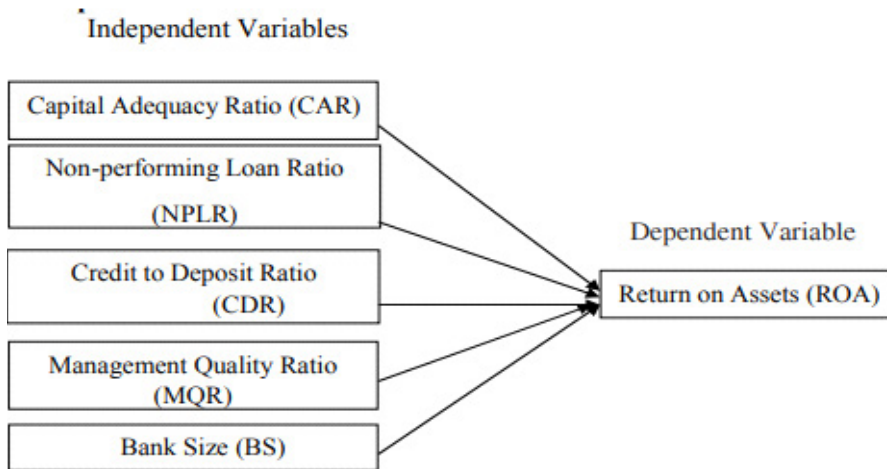 Independent Variables
Capital Adequacy Ratio (CAR)
Non-performing Loan Ratio
(NPLR)
Credit to Deposit Ratio
(CDR)
Management Quality Ratio
(MQR)
Bank Size (BS)
Dependent Variable
Return on Assets (ROA)